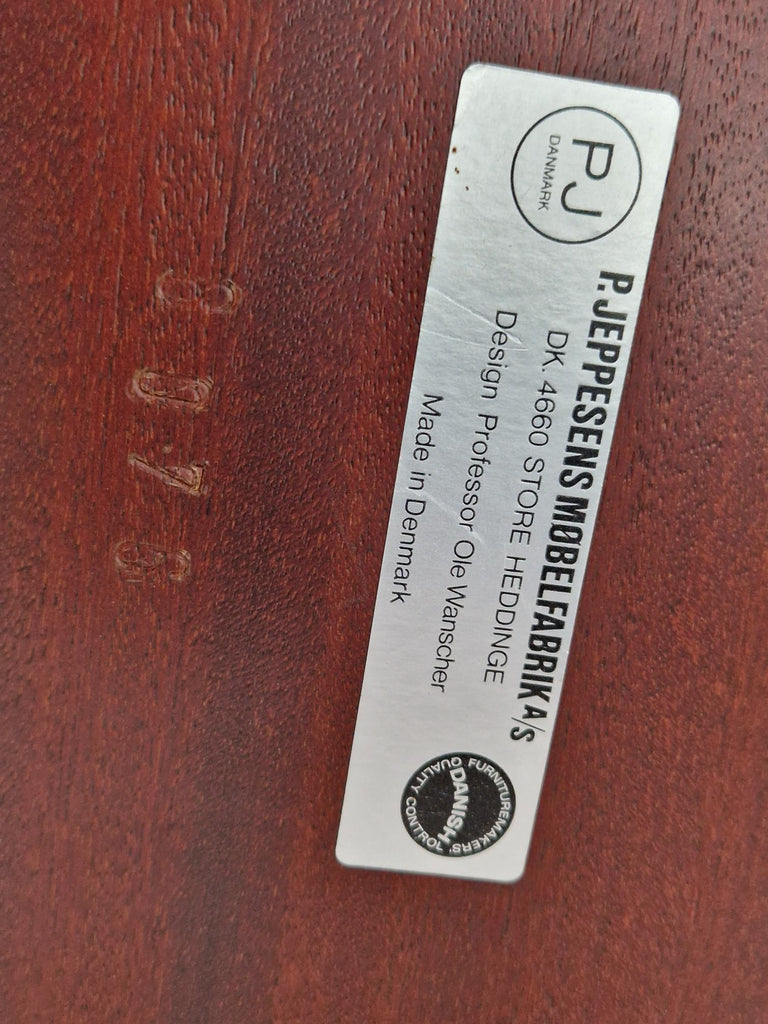 PJ
DANMARK
P. JEPPESENS MØBELFABRIK A/S
DK. 4660 STORE HEDDINGE
Design Professor Ole Wanscher
Made in Denmark
FURNITUREMAKERS'
DANISH
QUALITY CONTROL